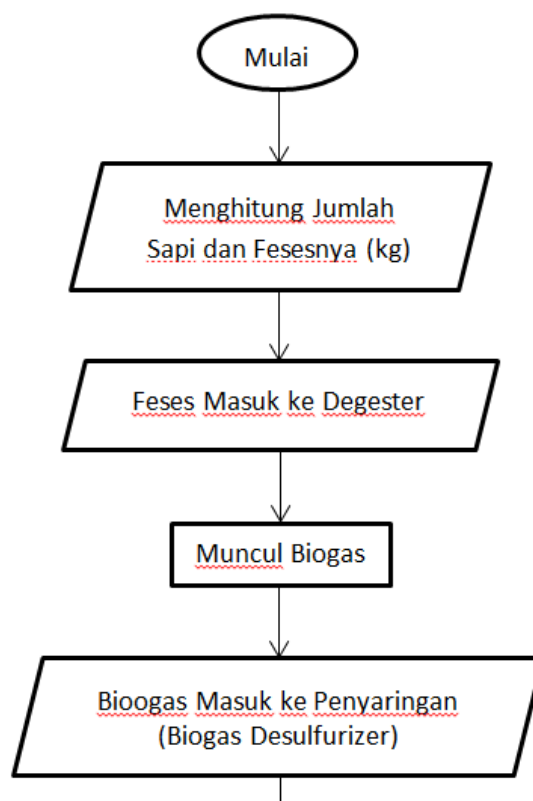 Mulai
Menghitung Jumlah
Sapi dan Fesesnya (kg)
Feses Masuk ke Degester
Muncul Biogas
Bioogas Masuk ke Penyaringan
(Biogas Desulfurizer)